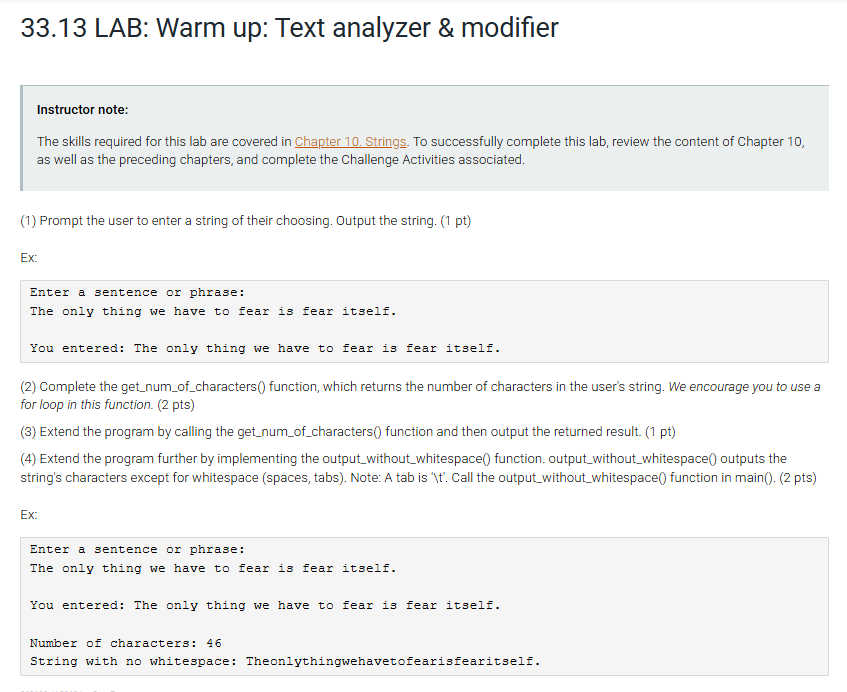 33.13 LAB: Warm up: Text analyzer & modifier
Instructor note:
The skills required for this lab are covered in Chapter 10. Strings. To successfully complete this lab, review the content of Chapter 10,
as well as the preceding chapters, and complete the Challenge Activities associated.
(1) Prompt the user to enter a string of their choosing. Output the string. (1 pt)
Ex:
Enter a sentence or phrase:
The only thing we have to fear is fear itself.
You entered: The only thing we have to fear is fear itself.
(2) Complete the get_num_of_characters() function, which returns the number of characters in the user's string. We encourage you to use a
for loop in this function. (2 pts)
(3) Extend the program by calling the get_num_of_characters() function and then output the returned result. (1 pt)
(4) Extend the program further by implementing the output_without_whitespace() function. output_without_whitespace() outputs the
string's characters except for whitespace (spaces, tabs). Note: A tab is '\t'. Call the output_without_whitespace() function in main(). (2 pts)
Ex:
Enter a sentence or phrase:
The only thing we have to fear is fear itself.
You entered: The only thing we have to fear is fear itself.
Number of characters: 46
String with no whitespace: Theonlythingwehavetofearisfearitself.